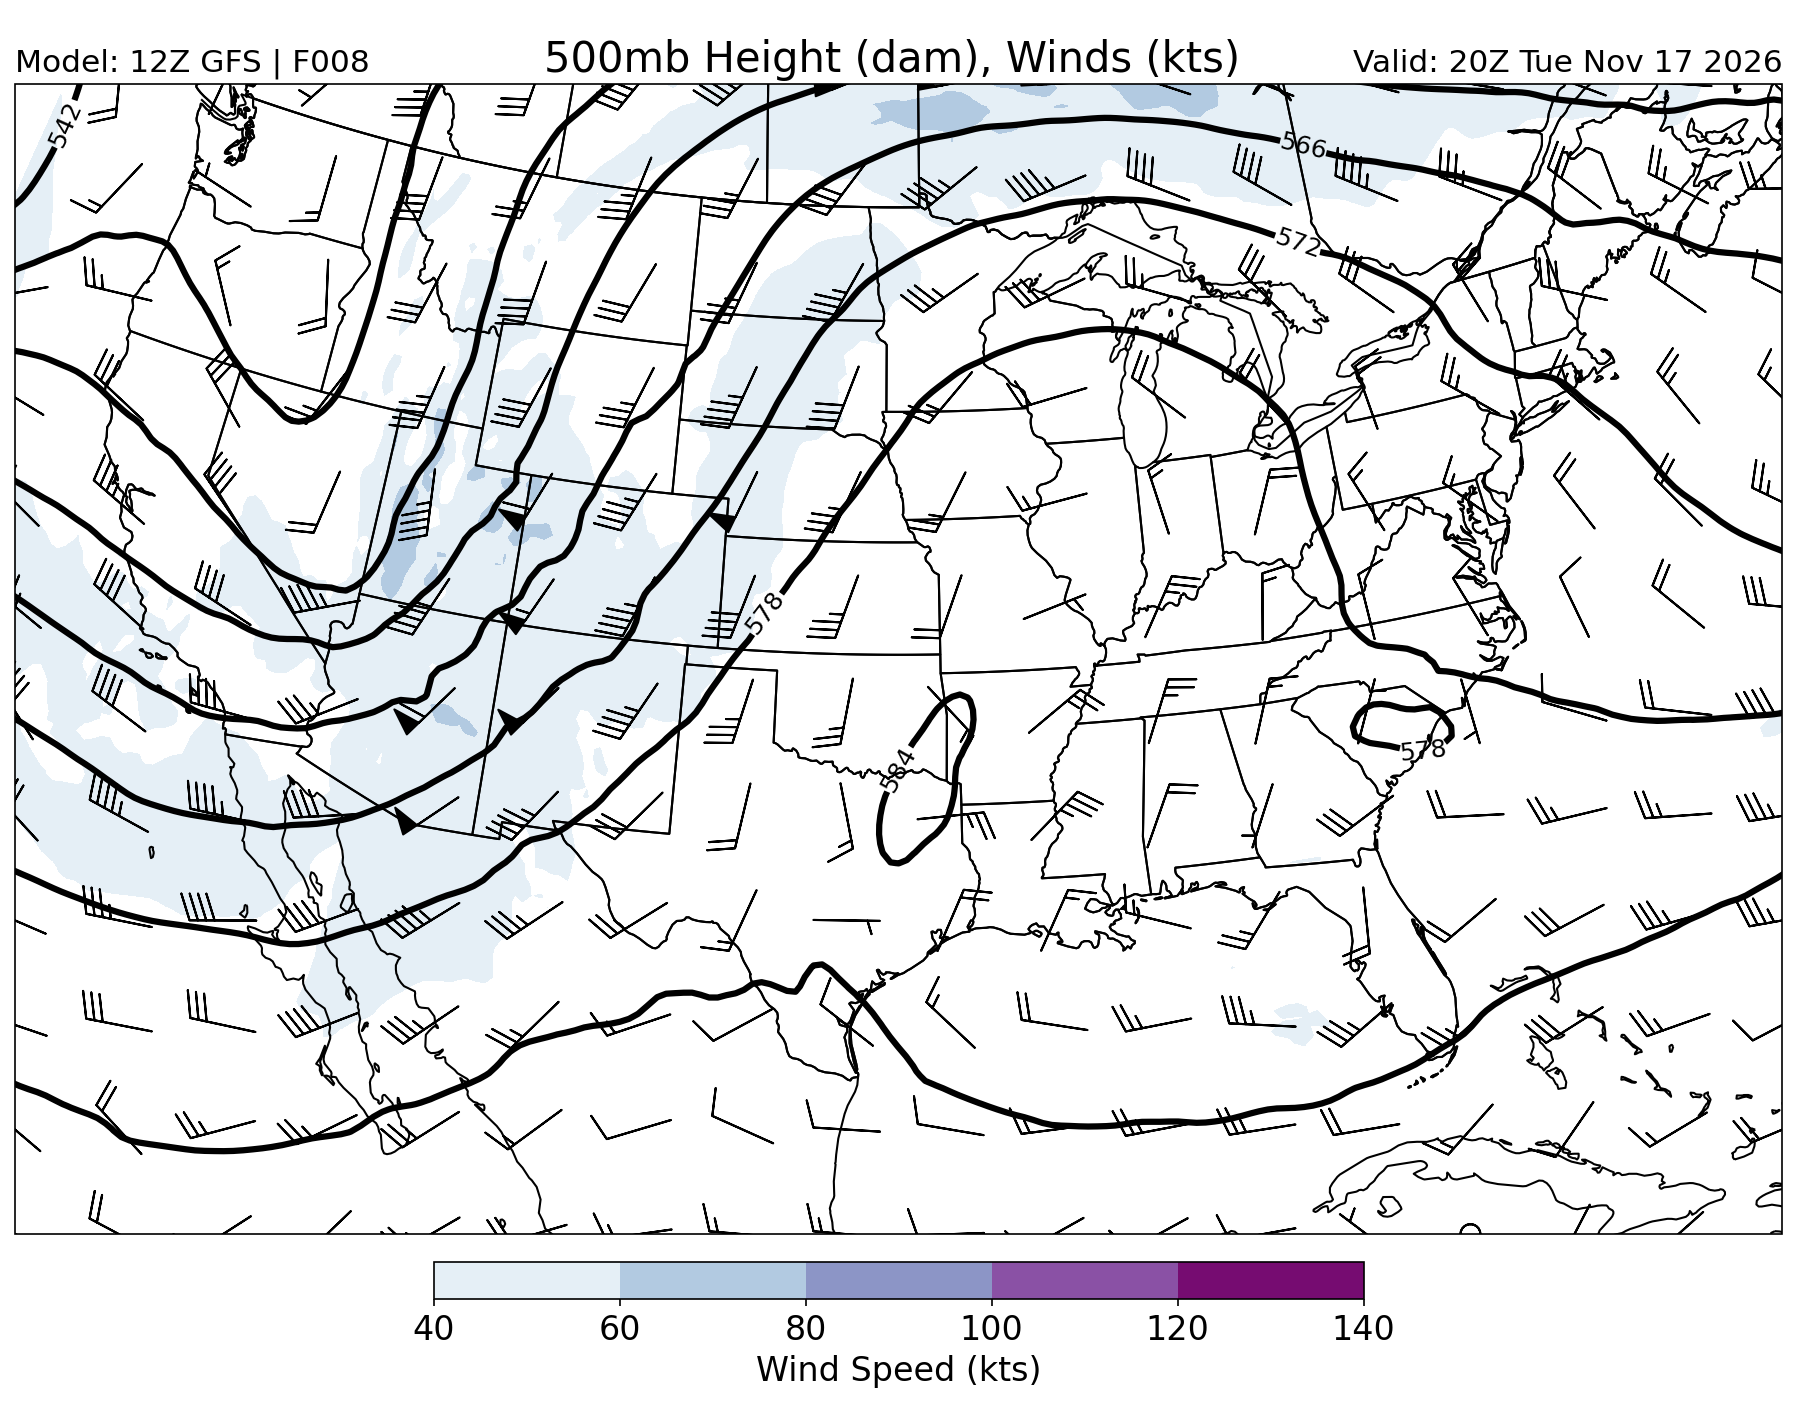 500mb Height (dam), Winds (kts)
Model: 12Z GFS | F008
Valid: 20Z Tue Nov 17 2026
542
566
572
578
584
578
40 60 80 100 120 140
Wind Speed (kts)